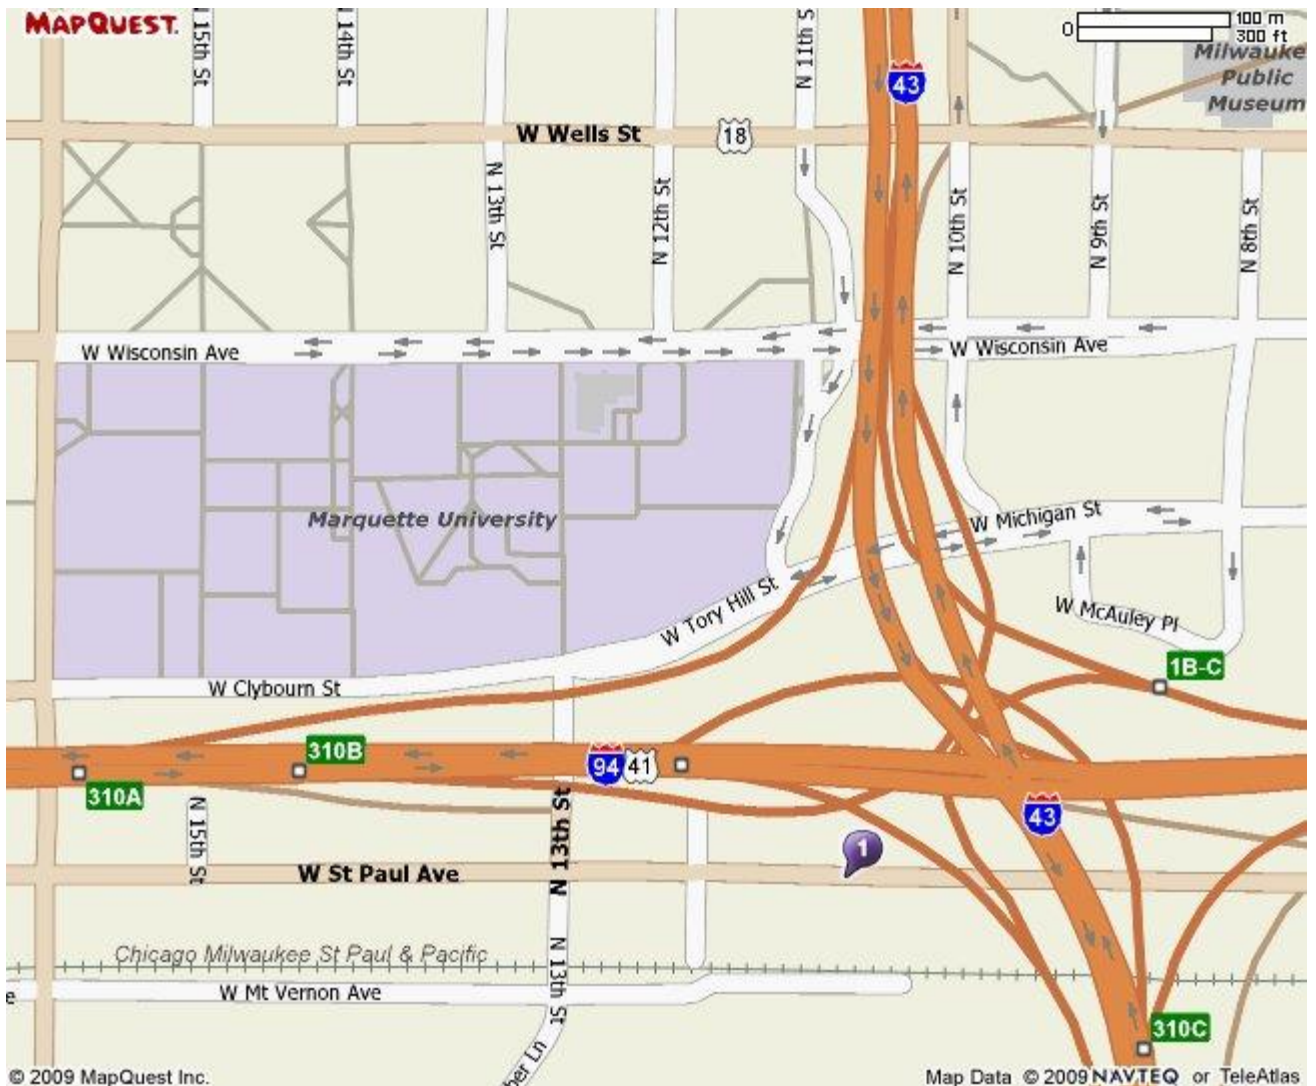 MAPQUEST.
N 15th St
N 14th St
N 11th S
43
0
100 m
300 ft
Milwauke
Public
Museum
W Wells St
18
N 13th St
N 12th St
N 10th St
N 9th St
N 8th St
W Wisconsin Ave
W Wisconsin Ave
Marquette University
W Michigan St
W Tory Hill St
W McAuley Pl
1B-C
W Clybourn St
310B
94
41
310A
43
N 15th St
N 13th St
1
W St Paul Ave
Chicago Milwaukee St Paul & Pacific
N 13th St
e
W Mt Vernon Ave
310C
ber Ln
© 2009 MapQuest Inc.
Map Data © 2009 NAVTEQ or TeleAtlas